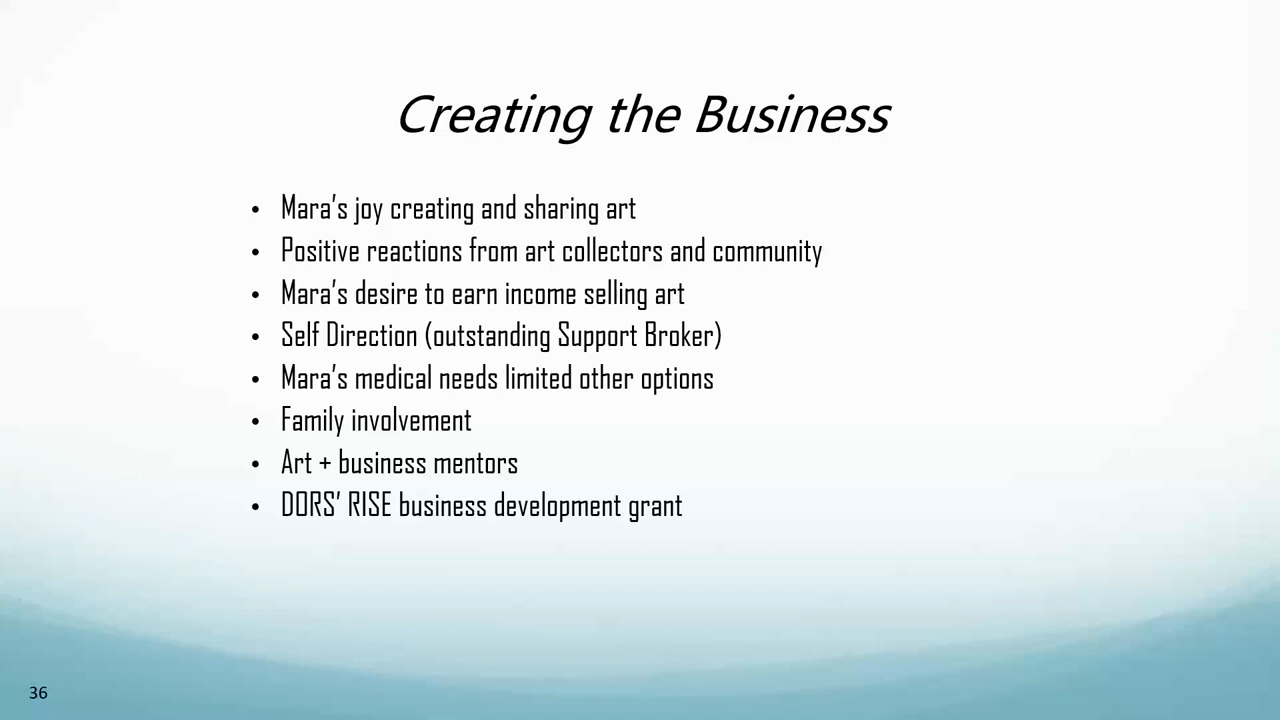 Creating the Business
• Mara’s joy creating and sharing art
• Positive reactions from art collectors and community
• Mara’s desire to earn income selling art
• Self Direction (outstanding Support Broker)
• Mara’s medical needs limited other options
• Family involvement
• Art + business mentors
• DORS’ RISE business development grant
36